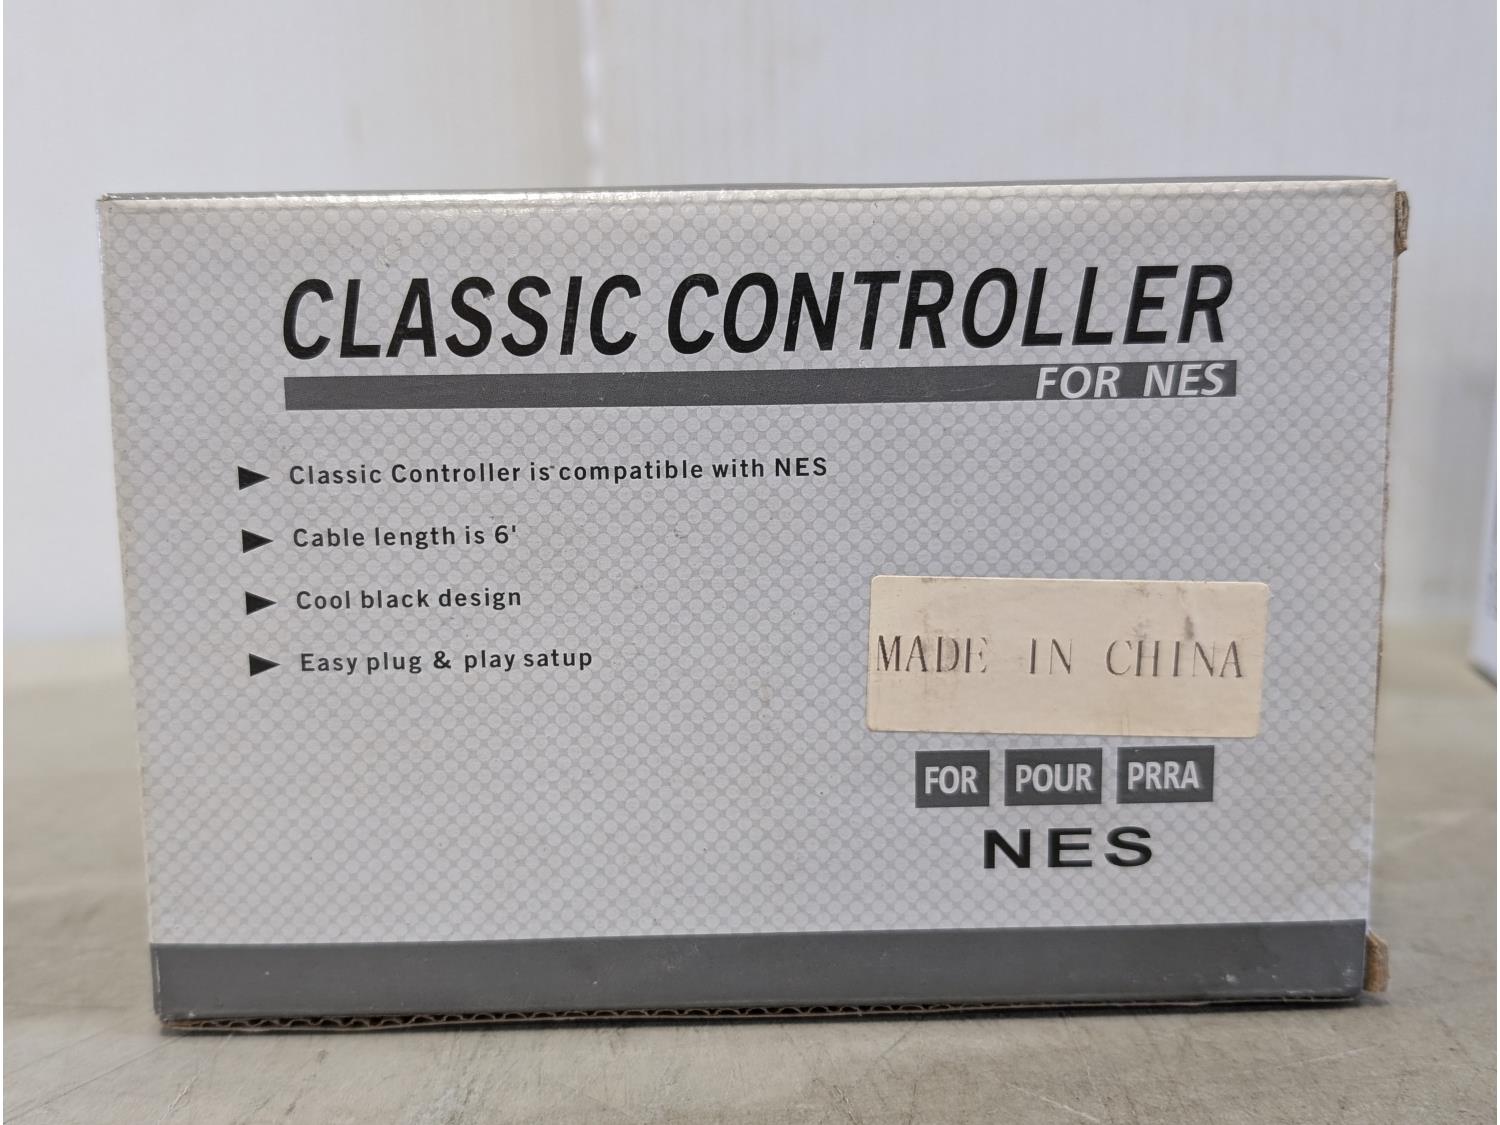 CLASSIC CONTROLLER
FOR NES
Classic Controller is compatible with NES
Cable length is 6'
Cool black design
Easy plug & play satup
MADE IN CHINA
FOR POUR PRRA
NES